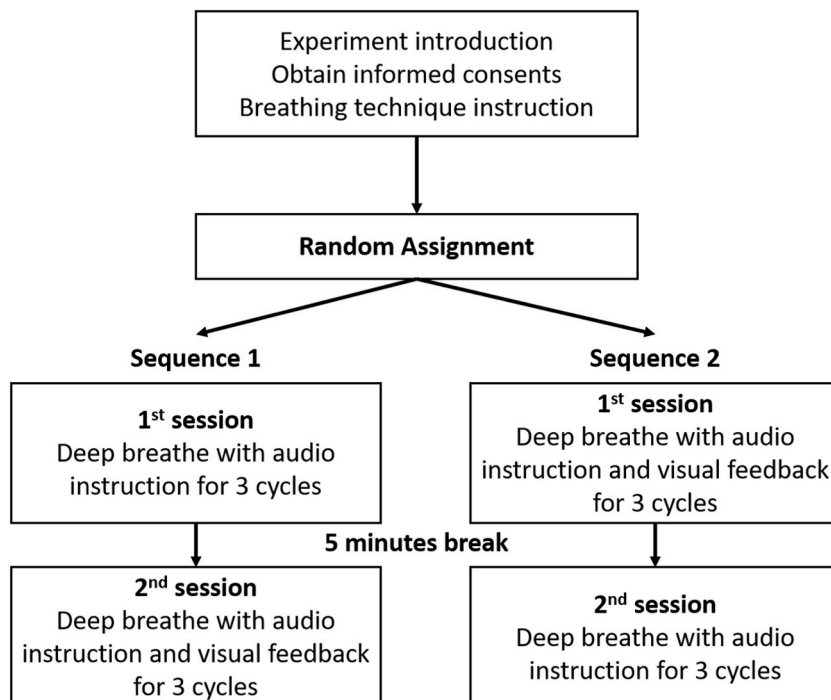 Experiment introduction
Obtain informed consents
Breathing technique instruction
Random Assignment
Sequence 1
1st session
Deep breathe with audio
instruction for 3 cycles
Sequence 2
1st session
Deep breathe with audio
instruction and visual feedback
for 3 cycles
5 minutes break
2nd session
Deep breathe with audio
instruction and visual feedback
for 3 cycles
2nd session
Deep breathe with audio
instruction for 3 cycles